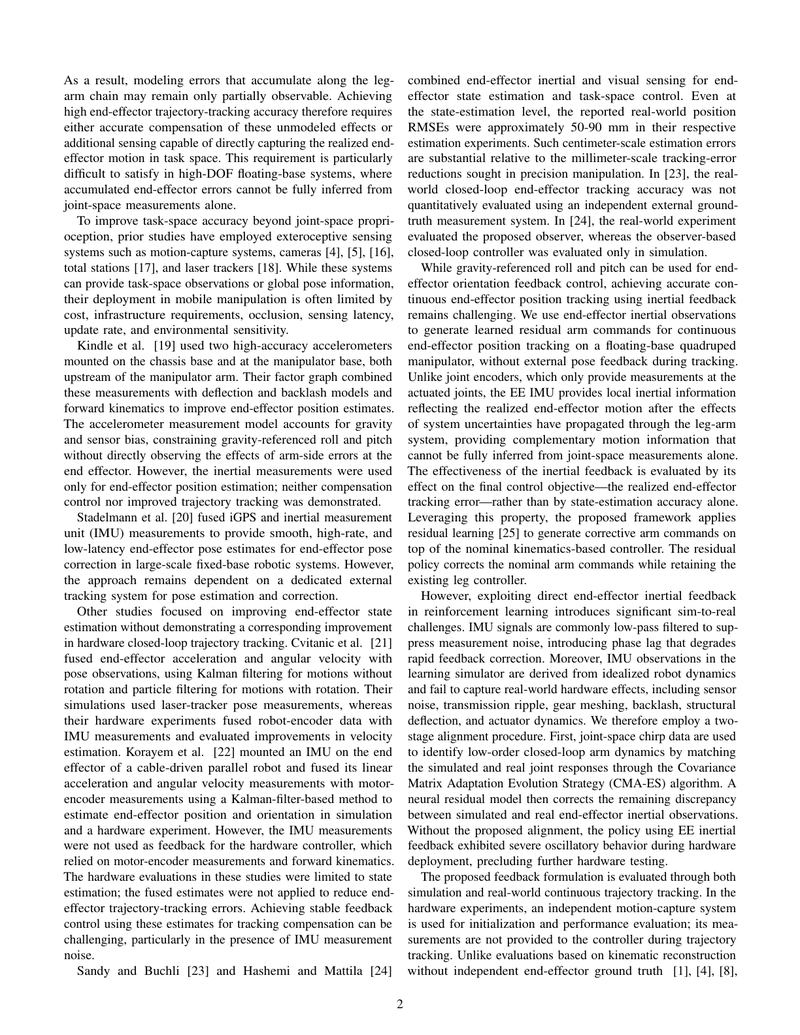 As a result, modeling errors that accumulate along the leg-
arm chain may remain only partially observable. Achieving
high end-effector trajectory-tracking accuracy therefore requires
either accurate compensation of these unmodeled effects or
additional sensing capable of directly capturing the realized end-
effector motion in task space. This requirement is particularly
difficult to satisfy in high-DOF floating-base systems, where
accumulated end-effector errors cannot be fully inferred from
joint-space measurements alone.
To improve task-space accuracy beyond joint-space propri-
oception, prior studies have employed exteroceptive sensing
systems such as motion-capture systems, cameras [4], [5], [16],
total stations [17], and laser trackers [18]. While these systems
can provide task-space observations or global pose information,
their deployment in mobile manipulation is often limited by
cost, infrastructure requirements, occlusion, sensing latency,
update rate, and environmental sensitivity.
Kindle et al. [19] used two high-accuracy accelerometers
mounted on the chassis base and at the manipulator base, both
upstream of the manipulator arm. Their factor graph combined
these measurements with deflection and backlash models and
forward kinematics to improve end-effector position estimates.
The accelerometer measurement model accounts for gravity
and sensor bias, constraining gravity-referenced roll and pitch
without directly observing the effects of arm-side errors at the
end effector. However, the inertial measurements were used
only for end-effector position estimation; neither compensation
control nor improved trajectory tracking was demonstrated.
Stadelmann et al. [20] fused iGPS and inertial measurement
unit (IMU) measurements to provide smooth, high-rate, and
low-latency end-effector pose estimates for end-effector pose
correction in large-scale fixed-base robotic systems. However,
the approach remains dependent on a dedicated external
tracking system for pose estimation and correction.
Other studies focused on improving end-effector state
estimation without demonstrating a corresponding improvement
in hardware closed-loop trajectory tracking. Cvitanic et al. [21]
fused end-effector acceleration and angular velocity with
pose observations, using Kalman filtering for motions without
rotation and particle filtering for motions with rotation. Their
simulations used laser-tracker pose measurements, whereas
their hardware experiments fused robot-encoder data with
IMU measurements and evaluated improvements in velocity
estimation. Korayem et al. [22] mounted an IMU on the end
effector of a cable-driven parallel robot and fused its linear
acceleration and angular velocity measurements with motor-
encoder measurements using a Kalman-filter-based method to
estimate end-effector position and orientation in simulation
and a hardware experiment. However, the IMU measurements
were not used as feedback for the hardware controller, which
relied on motor-encoder measurements and forward kinematics.
The hardware evaluations in these studies were limited to state
estimation; the fused estimates were not applied to reduce end-
effector trajectory-tracking errors. Achieving stable feedback
control using these estimates for tracking compensation can be
challenging, particularly in the presence of IMU measurement
noise.
Sandy and Buchli [23] and Hashemi and Mattila [24]
combined end-effector inertial and visual sensing for end-
effector state estimation and task-space control. Even at
the state-estimation level, the reported real-world position
RMSEs were approximately 50-90 mm in their respective
estimation experiments. Such centimeter-scale estimation errors
are substantial relative to the millimeter-scale tracking-error
reductions sought in precision manipulation. In [23], the real-
world closed-loop end-effector tracking accuracy was not
quantitatively evaluated using an independent external ground-
truth measurement system. In [24], the real-world experiment
evaluated the proposed observer, whereas the observer-based
closed-loop controller was evaluated only in simulation.
While gravity-referenced roll and pitch can be used for end-
effector orientation feedback control, achieving accurate con-
tinuous end-effector position tracking using inertial feedback
remains challenging. We use end-effector inertial observations
to generate learned residual arm commands for continuous
end-effector position tracking on a floating-base quadruped
manipulator, without external pose feedback during tracking.
Unlike joint encoders, which only provide measurements at the
actuated joints, the EE IMU provides local inertial information
reflecting the realized end-effector motion after the effects
of system uncertainties have propagated through the leg-arm
system, providing complementary motion information that
cannot be fully inferred from joint-space measurements alone.
The effectiveness of the inertial feedback is evaluated by its
effect on the final control objective—the realized end-effector
tracking error—rather than by state-estimation accuracy alone.
Leveraging this property, the proposed framework applies
residual learning [25] to generate corrective arm commands on
top of the nominal kinematics-based controller. The residual
policy corrects the nominal arm commands while retaining the
existing leg controller.
However, exploiting direct end-effector inertial feedback
in reinforcement learning introduces significant sim-to-real
challenges. IMU signals are commonly low-pass filtered to sup-
press measurement noise, introducing phase lag that degrades
rapid feedback correction. Moreover, IMU observations in the
learning simulator are derived from idealized robot dynamics
and fail to capture real-world hardware effects, including sensor
noise, transmission ripple, gear meshing, backlash, structural
deflection, and actuator dynamics. We therefore employ a two-
stage alignment procedure. First, joint-space chirp data are used
to identify low-order closed-loop arm dynamics by matching
the simulated and real joint responses through the Covariance
Matrix Adaptation Evolution Strategy (CMA-ES) algorithm. A
neural residual model then corrects the remaining discrepancy
between simulated and real end-effector inertial observations.
Without the proposed alignment, the policy using EE inertial
feedback exhibited severe oscillatory behavior during hardware
deployment, precluding further hardware testing.
The proposed feedback formulation is evaluated through both
simulation and real-world continuous trajectory tracking. In the
hardware experiments, an independent motion-capture system
is used for initialization and performance evaluation; its mea-
surements are not provided to the controller during trajectory
tracking. Unlike evaluations based on kinematic reconstruction
without independent end-effector ground truth [1], [4], [8],
2